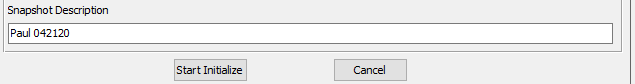 Snapshot Description
Paul 042120
Start Initialize Cancel